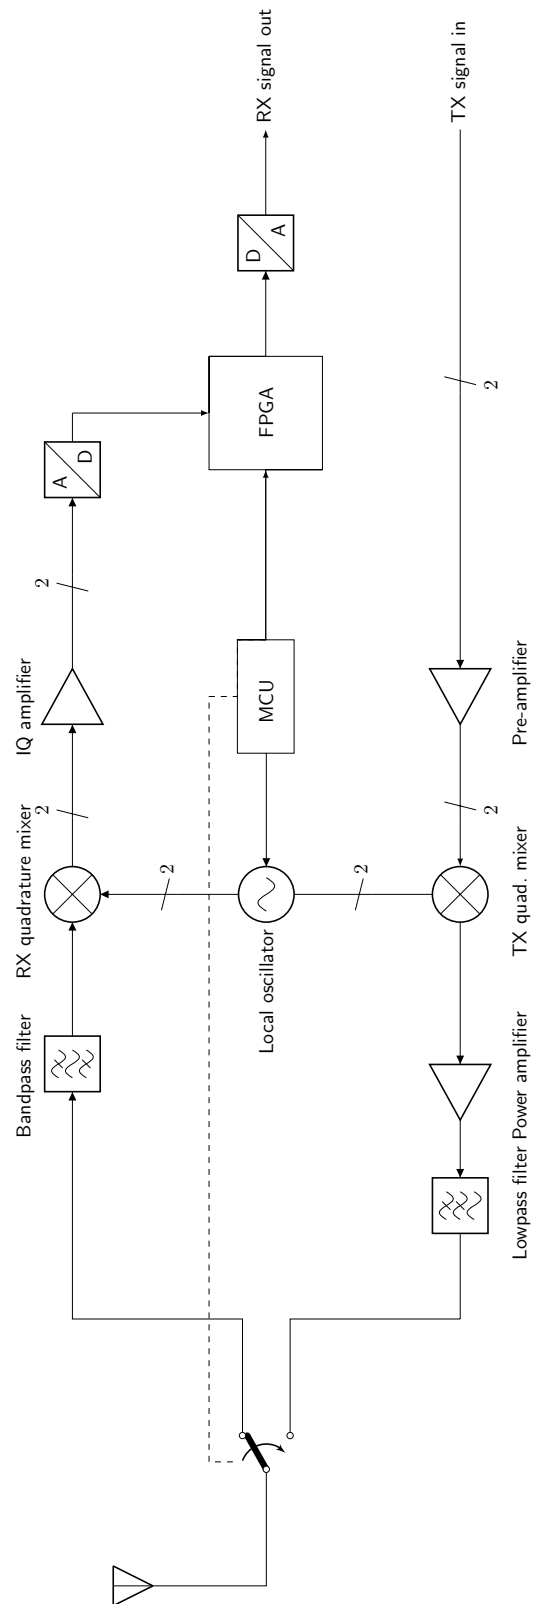 Bandpass filter
RX quadrature mixer
IQ amplifier
2
2
A
D
2
Local oscillator
MCU
FPGA
D
A
RX signal out
2
TX signal in
2
2
Lowpass filter
Power amplifier
TX quad. mixer
Pre-amplifier